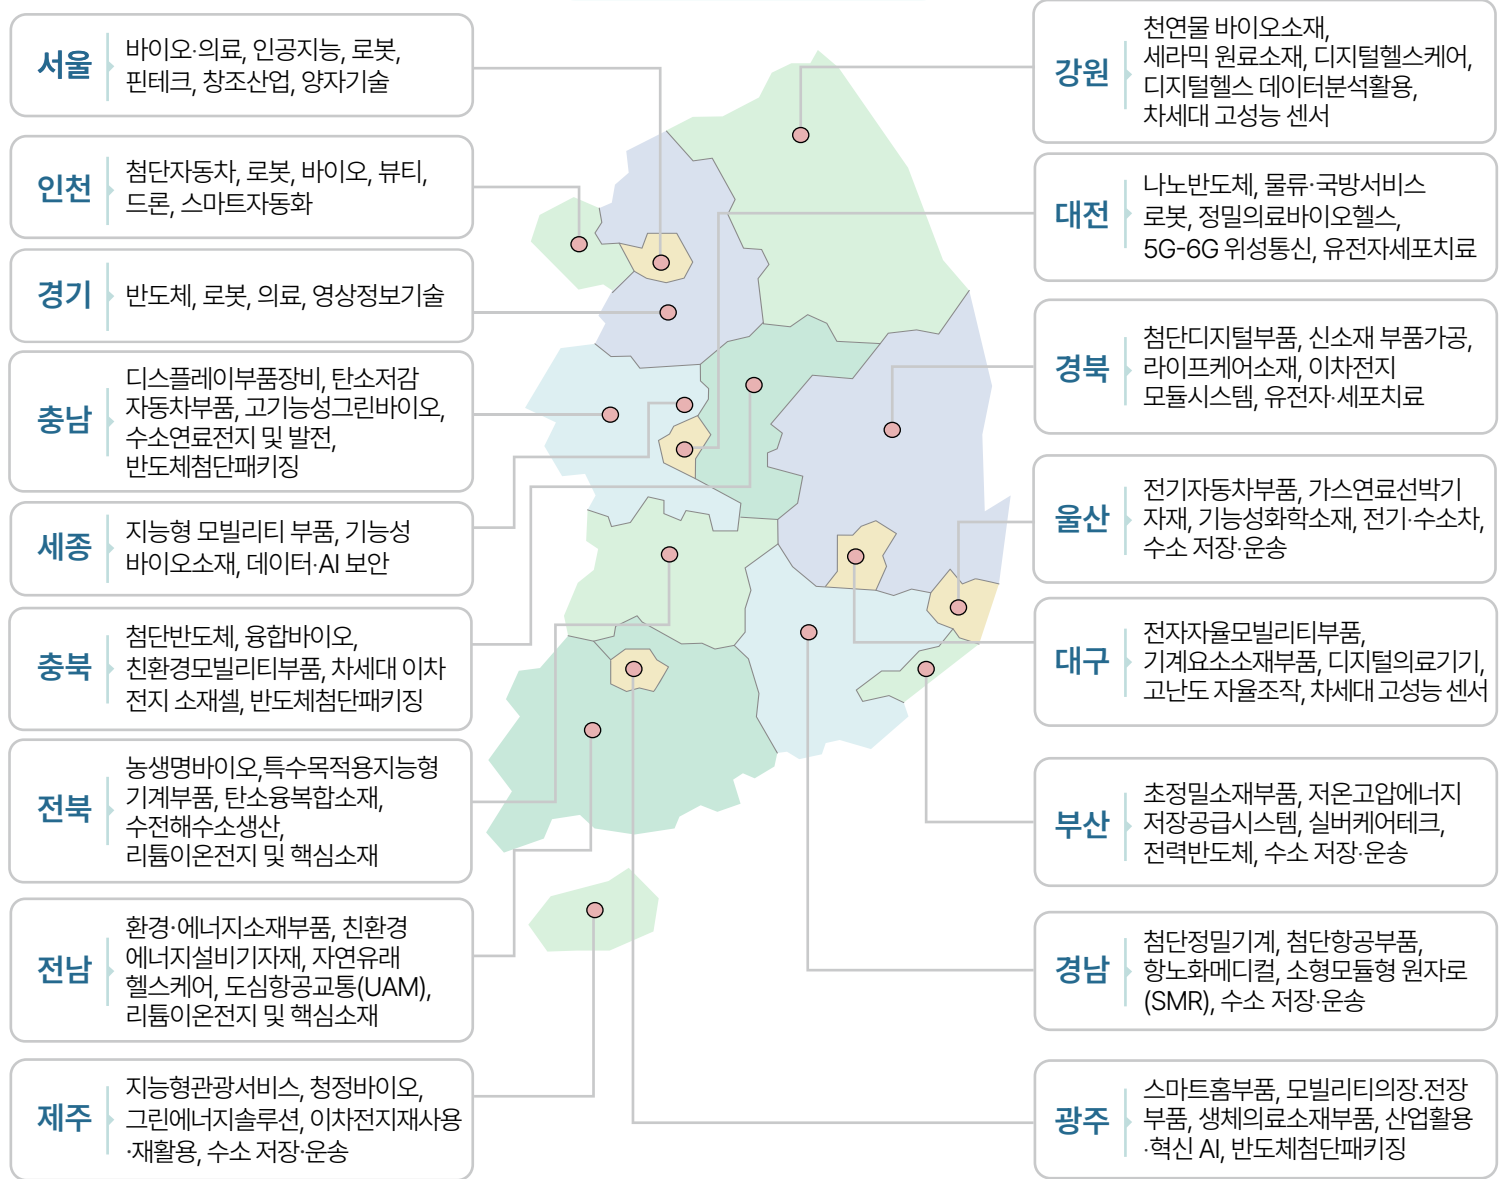 서울
바이오·의료, 인공지능, 로봇,
핀테크, 창조산업, 양자기술
인천
첨단자동차, 로봇, 바이오, 뷰티,
드론, 스마트자동화
경기
반도체, 로봇, 의료, 영상정보기술
충남
디스플레이부품장비, 탄소저감
자동차부품, 고기능성그린바이오,
수소연료전지 및 발전,
반도체첨단패키징
세종
지능형 모빌리티 부품, 기능성
바이오소재, 데이터·AI 보안
충북
첨단반도체, 융합바이오,
친환경모빌리티부품, 차세대 이차
전지 소재셀, 반도체첨단패키징
전북
농생명바이오,특수목적용지능형
기계부품, 탄소융복합소재,
수전해수소생산,
리튬이온전지 및 핵심소재
전남
환경·에너지소재부품, 친환경
에너지설비기자재, 자연유래
헬스케어, 도심항공교통(UAM),
리튬이온전지 및 핵심소재
제주
지능형관광서비스, 청정바이오,
그린에너지솔루션, 이차전지재사용
·재활용, 수소 저장·운송
강원
천연물 바이오소재,
세라믹 원료소재, 디지털헬스케어,
디지털헬스 데이터분석활용,
차세대 고성능 센서
대전
나노반도체, 물류·국방서비스
로봇, 정밀의료바이오헬스,
5G-6G 위성통신, 유전자세포치료
경북
첨단디지털부품, 신소재 부품가공,
라이프케어소재, 이차전지
모듈시스템, 유전자·세포치료
울산
전기자동차부품, 가스연료선박기
자재, 기능성화학소재, 전기·수소차,
수소 저장·운송
대구
전자자율모빌리티부품,
기계요소소재부품, 디지털의료기기,
고난도 자율조작, 차세대 고성능 센서
부산
초정밀소재부품, 저온고압에너지
저장공급시스템, 실버케어테크,
전력반도체, 수소 저장·운송
경남
첨단정밀기계, 첨단항공부품,
항노화메디컬, 소형모듈형 원자로
(SMR), 수소 저장·운송
광주
스마트홈부품, 모빌리티의장.전장
부품, 생체의료소재부품, 산업활용
·혁신 AI, 반도체첨단패키징